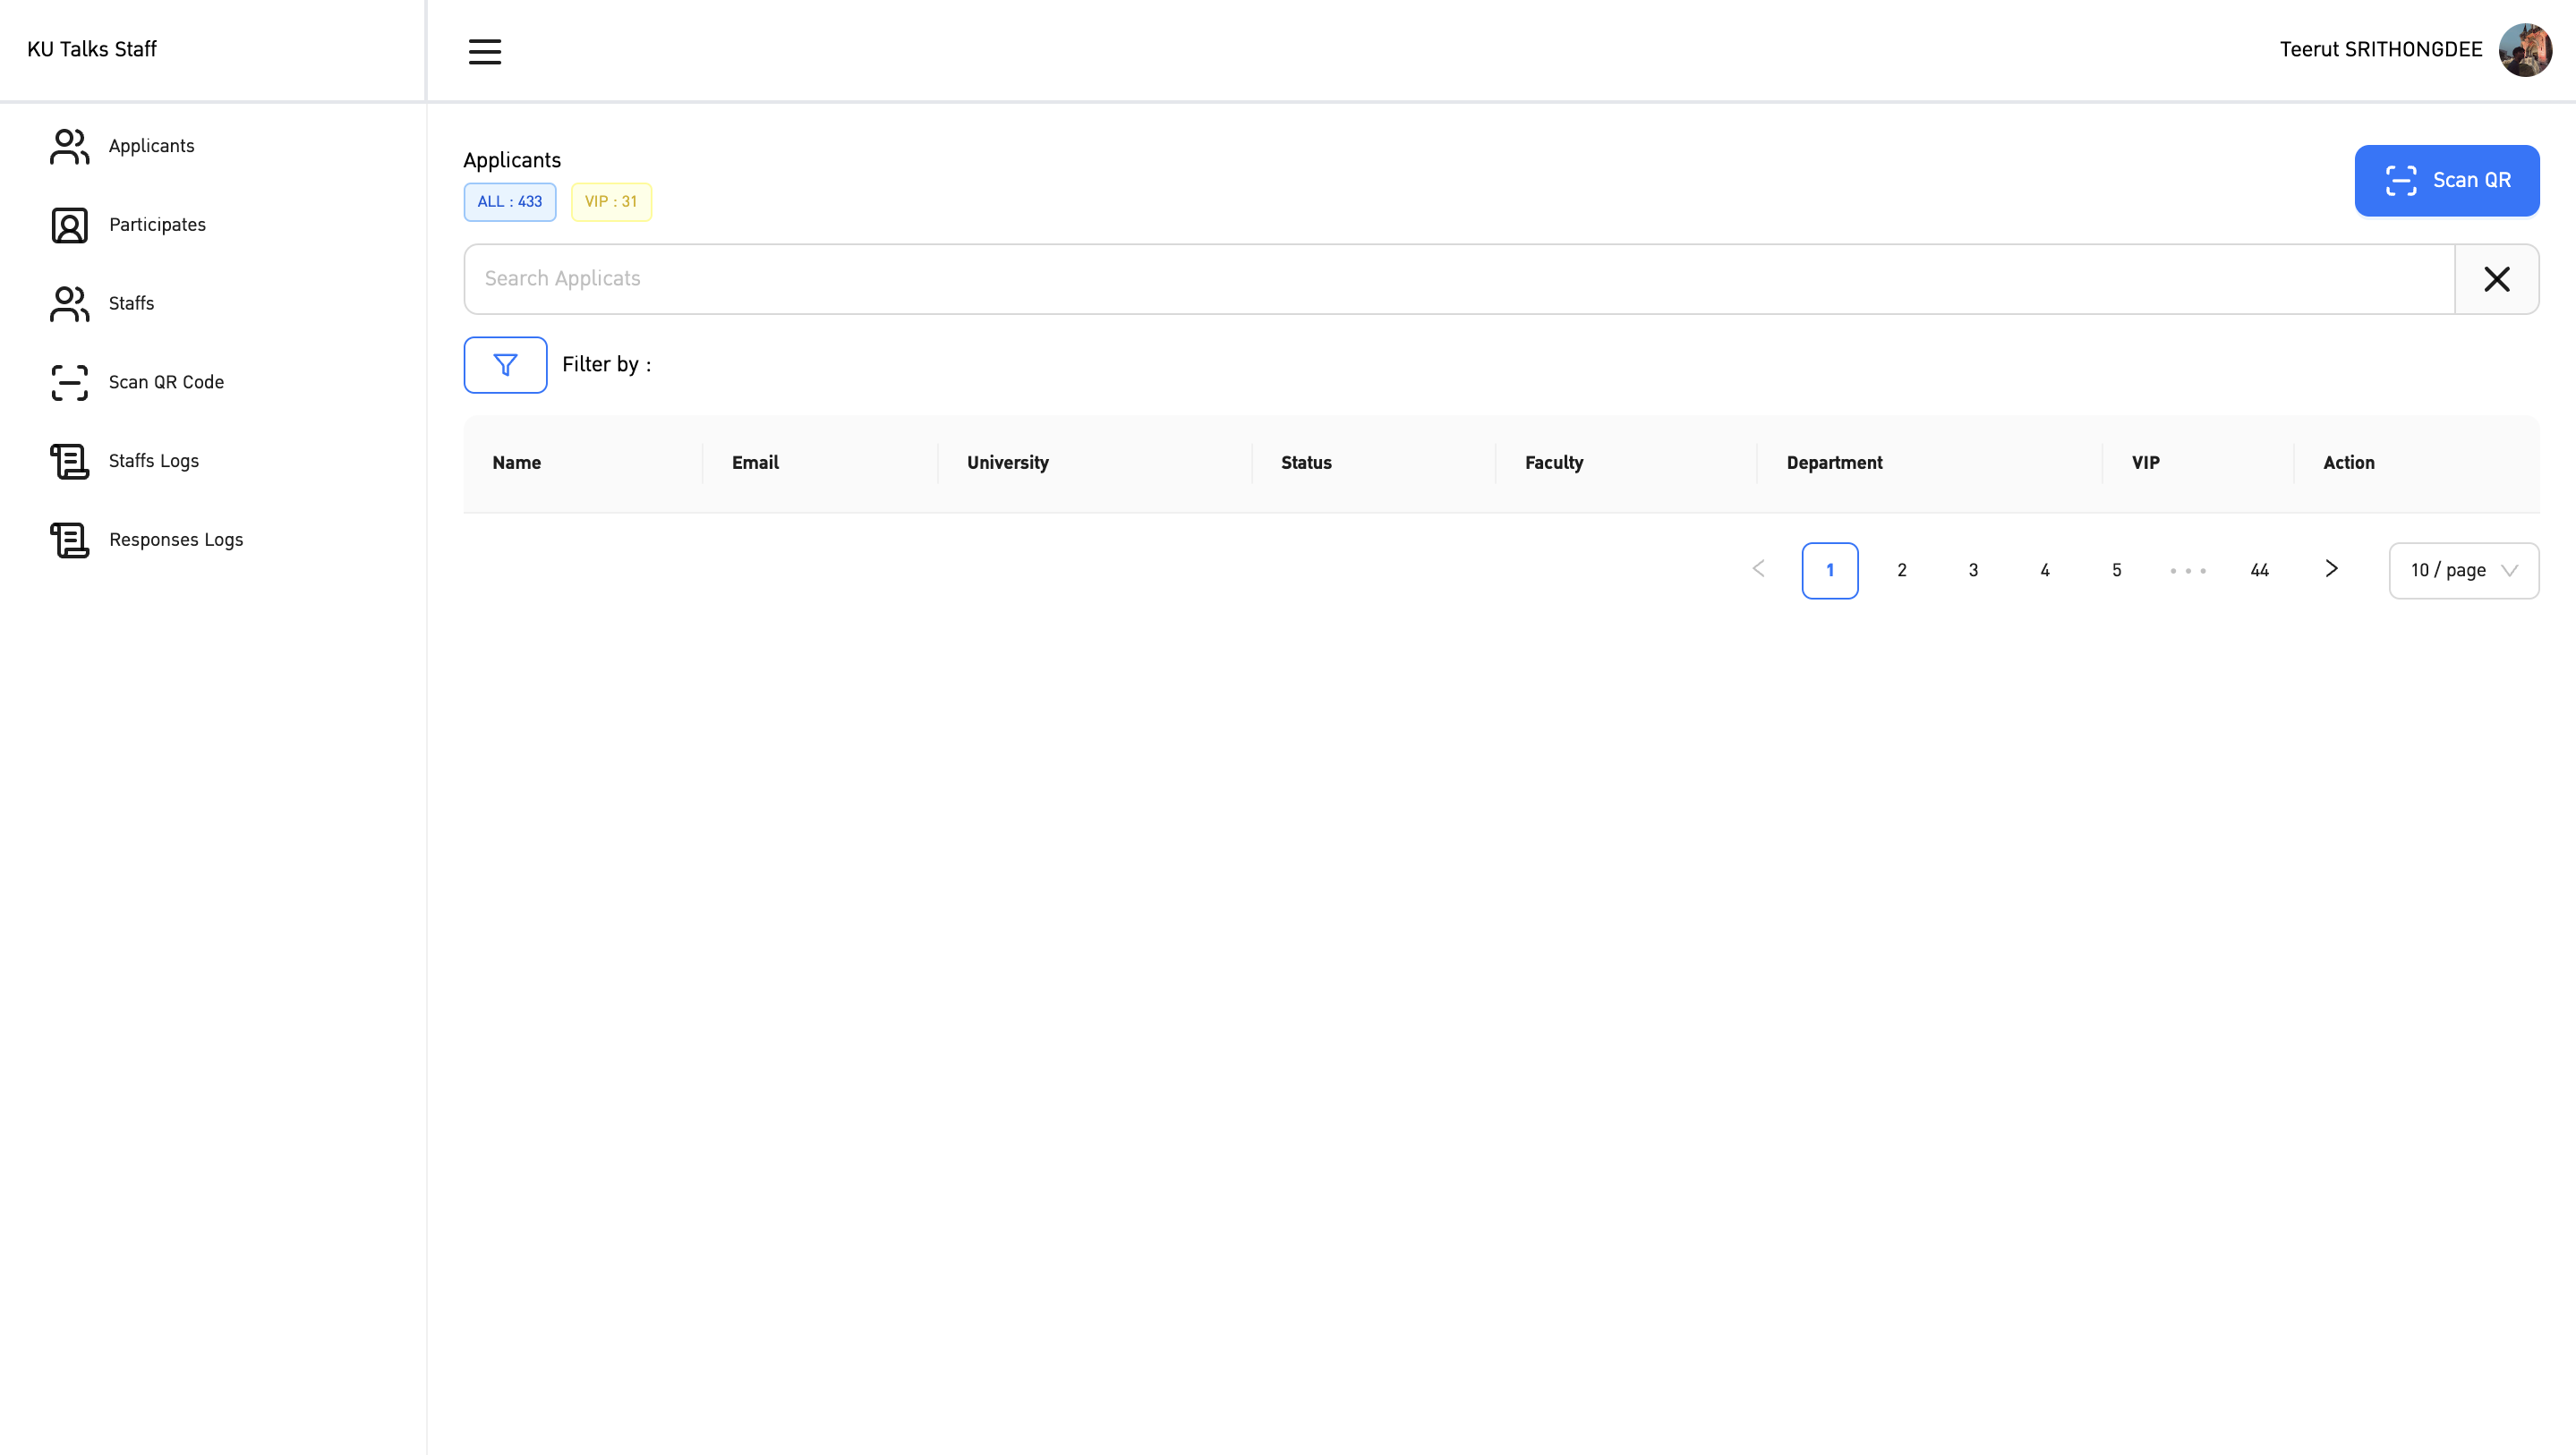 KU Talks Staff
Teerut SRITHONGDEE
Applicants
Participates
Staffs
Scan QR Code
Staffs Logs
Responses Logs
Applicants
ALL : 433 VIP : 31
Scan QR
Search Applicats
Filter by :
Name Email University Status Faculty Department VIP Action
1 2 3 4 5 ••• 44 10 / page